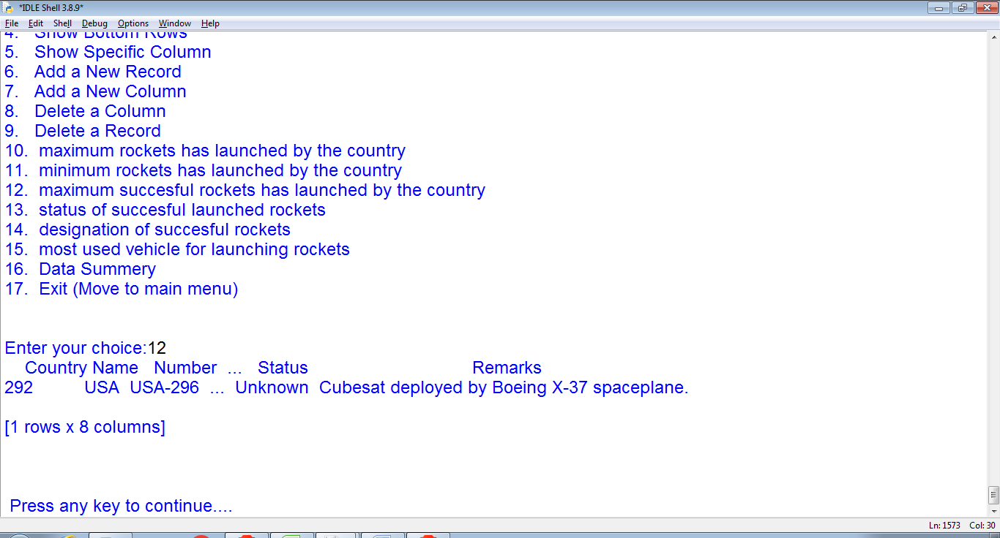 *IDLE Shell 3.8.9*
File Edit Shell Debug Options Window Help
4. Show Bottom Rows
5. Show Specific Column
6. Add a New Record
7. Add a New Column
8. Delete a Column
9. Delete a Record
10. maximum rockets has launched by the country
11. minimum rockets has launched by the country
12. maximum succesful rockets has launched by the country
13. status of succesful launched rockets
14. designation of succesful rockets
15. most used vehicle for launching rockets
16. Data Summery
17. Exit (Move to main menu)
Enter your choice:12
Country Name Number ... Status Remarks
292 USA USA-296 ... Unknown Cubesat deployed by Boeing X-37 spaceplane.
[1 rows x 8 columns]
Press any key to continue....
Ln: 1573 Col: 30